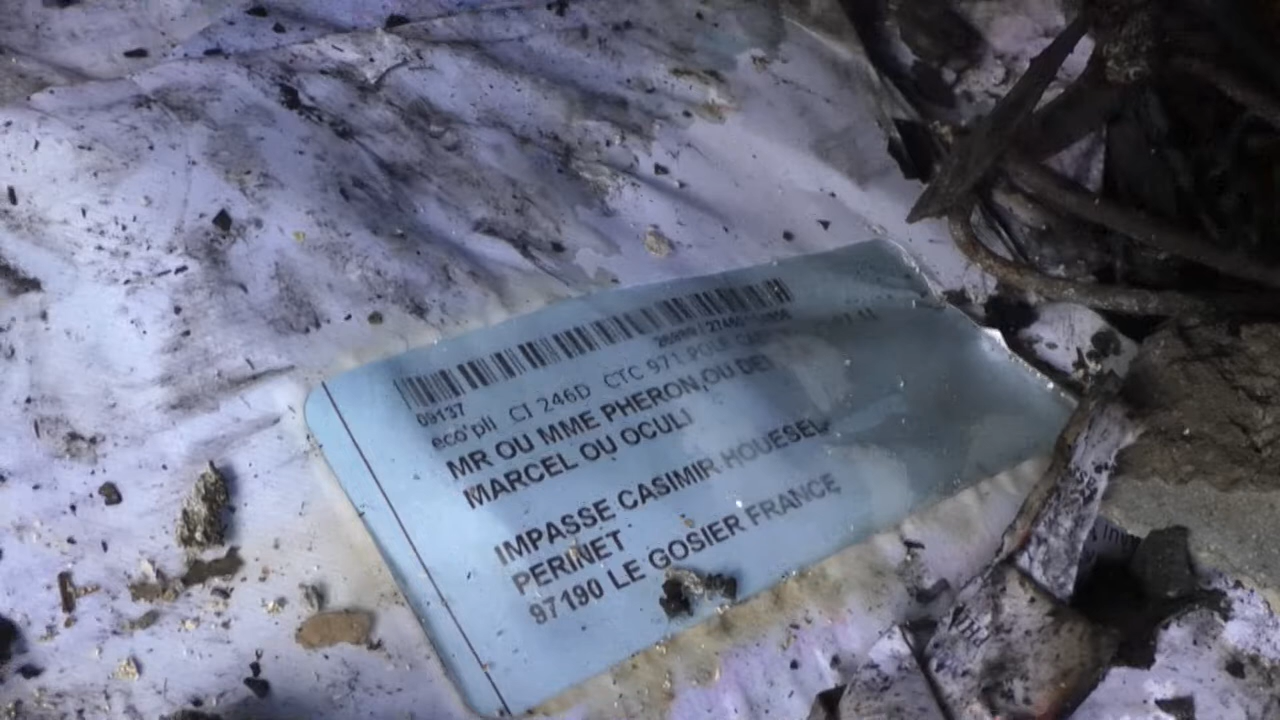 09137
eco'pli CI 246D CTC 971 POLE
MR OU MME PHERON, OU DE
MARCEL OU OCULI
IMPASSE CASIMIR HOUESEL
PERINET
97190 LE GOSIER FRANCE